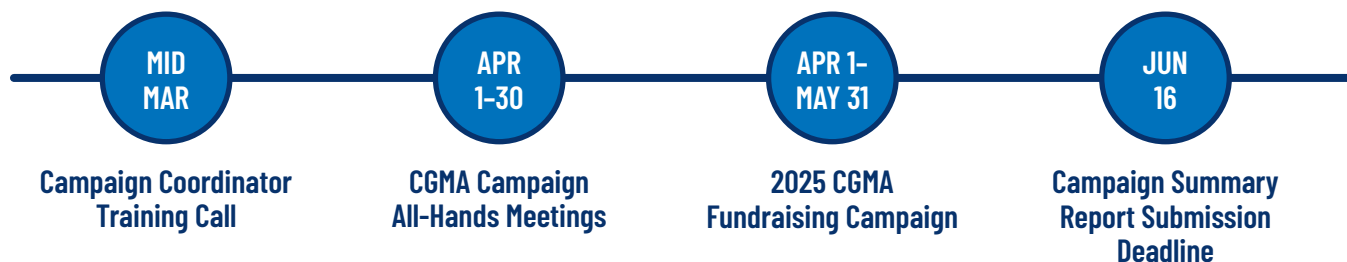 MID
MAR
APR
1–30
APR 1–
MAY 31
JUN
16
Campaign Coordinator
Training Call
CGMA Campaign
All-Hands Meetings
2025 CGMA
Fundraising Campaign
Campaign Summary
Report Submission
Deadline